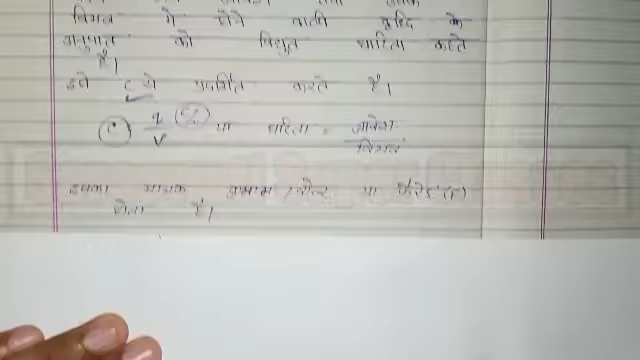 विभव में होने वाली वृद्धि के
अनुपात को विद्युत धारिता कहते
हैं।
इसे C से प्रदर्शित करते है।
C = q/V या धारिता = आवेश/विभव
इसका मात्रक कूलाम/वोल्ट या फैरड (F)
होता है।